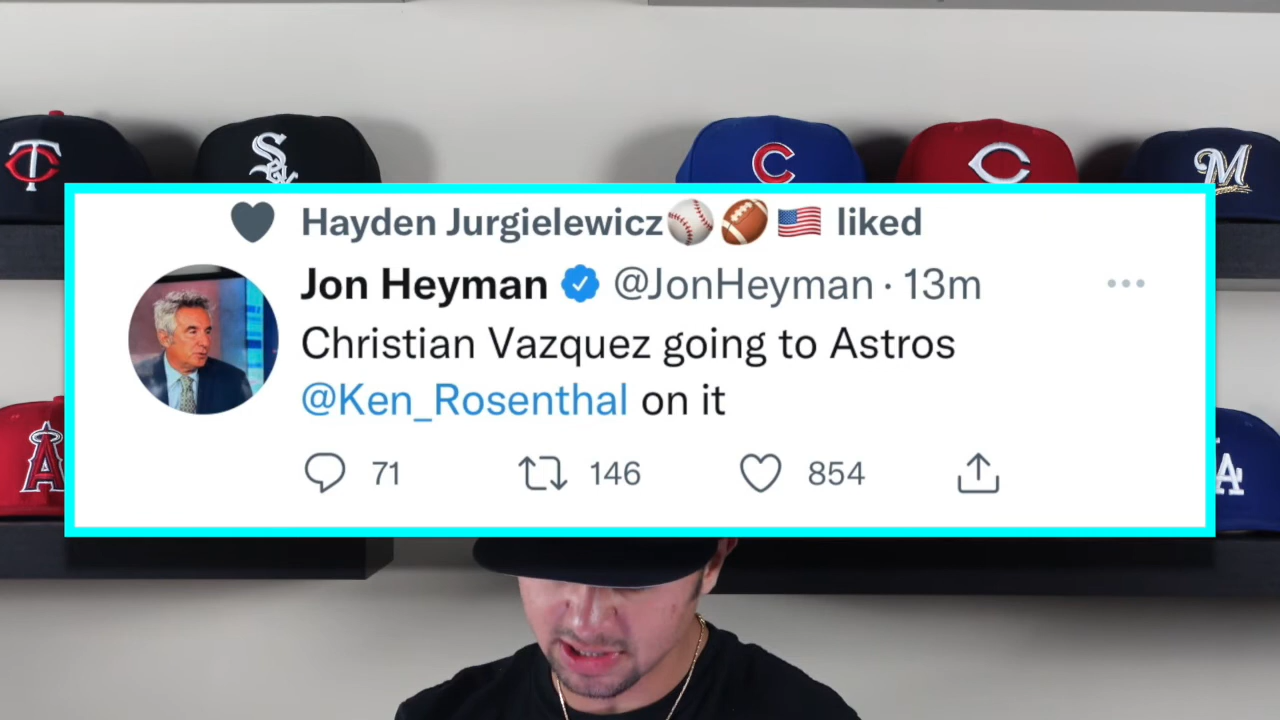 Hayden Jurgielewicz⚾🏈🇺🇸 liked
Jon Heyman @JonHeyman · 13m
Christian Vazquez going to Astros
@Ken_Rosenthal on it
71 146 854